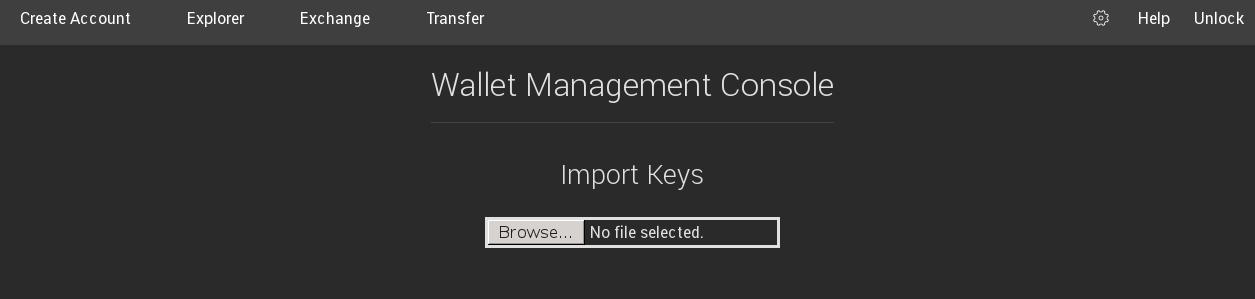 Create Account Explorer Exchange Transfer Help Unlock
Wallet Management Console
Import Keys
Browse... No file selected.